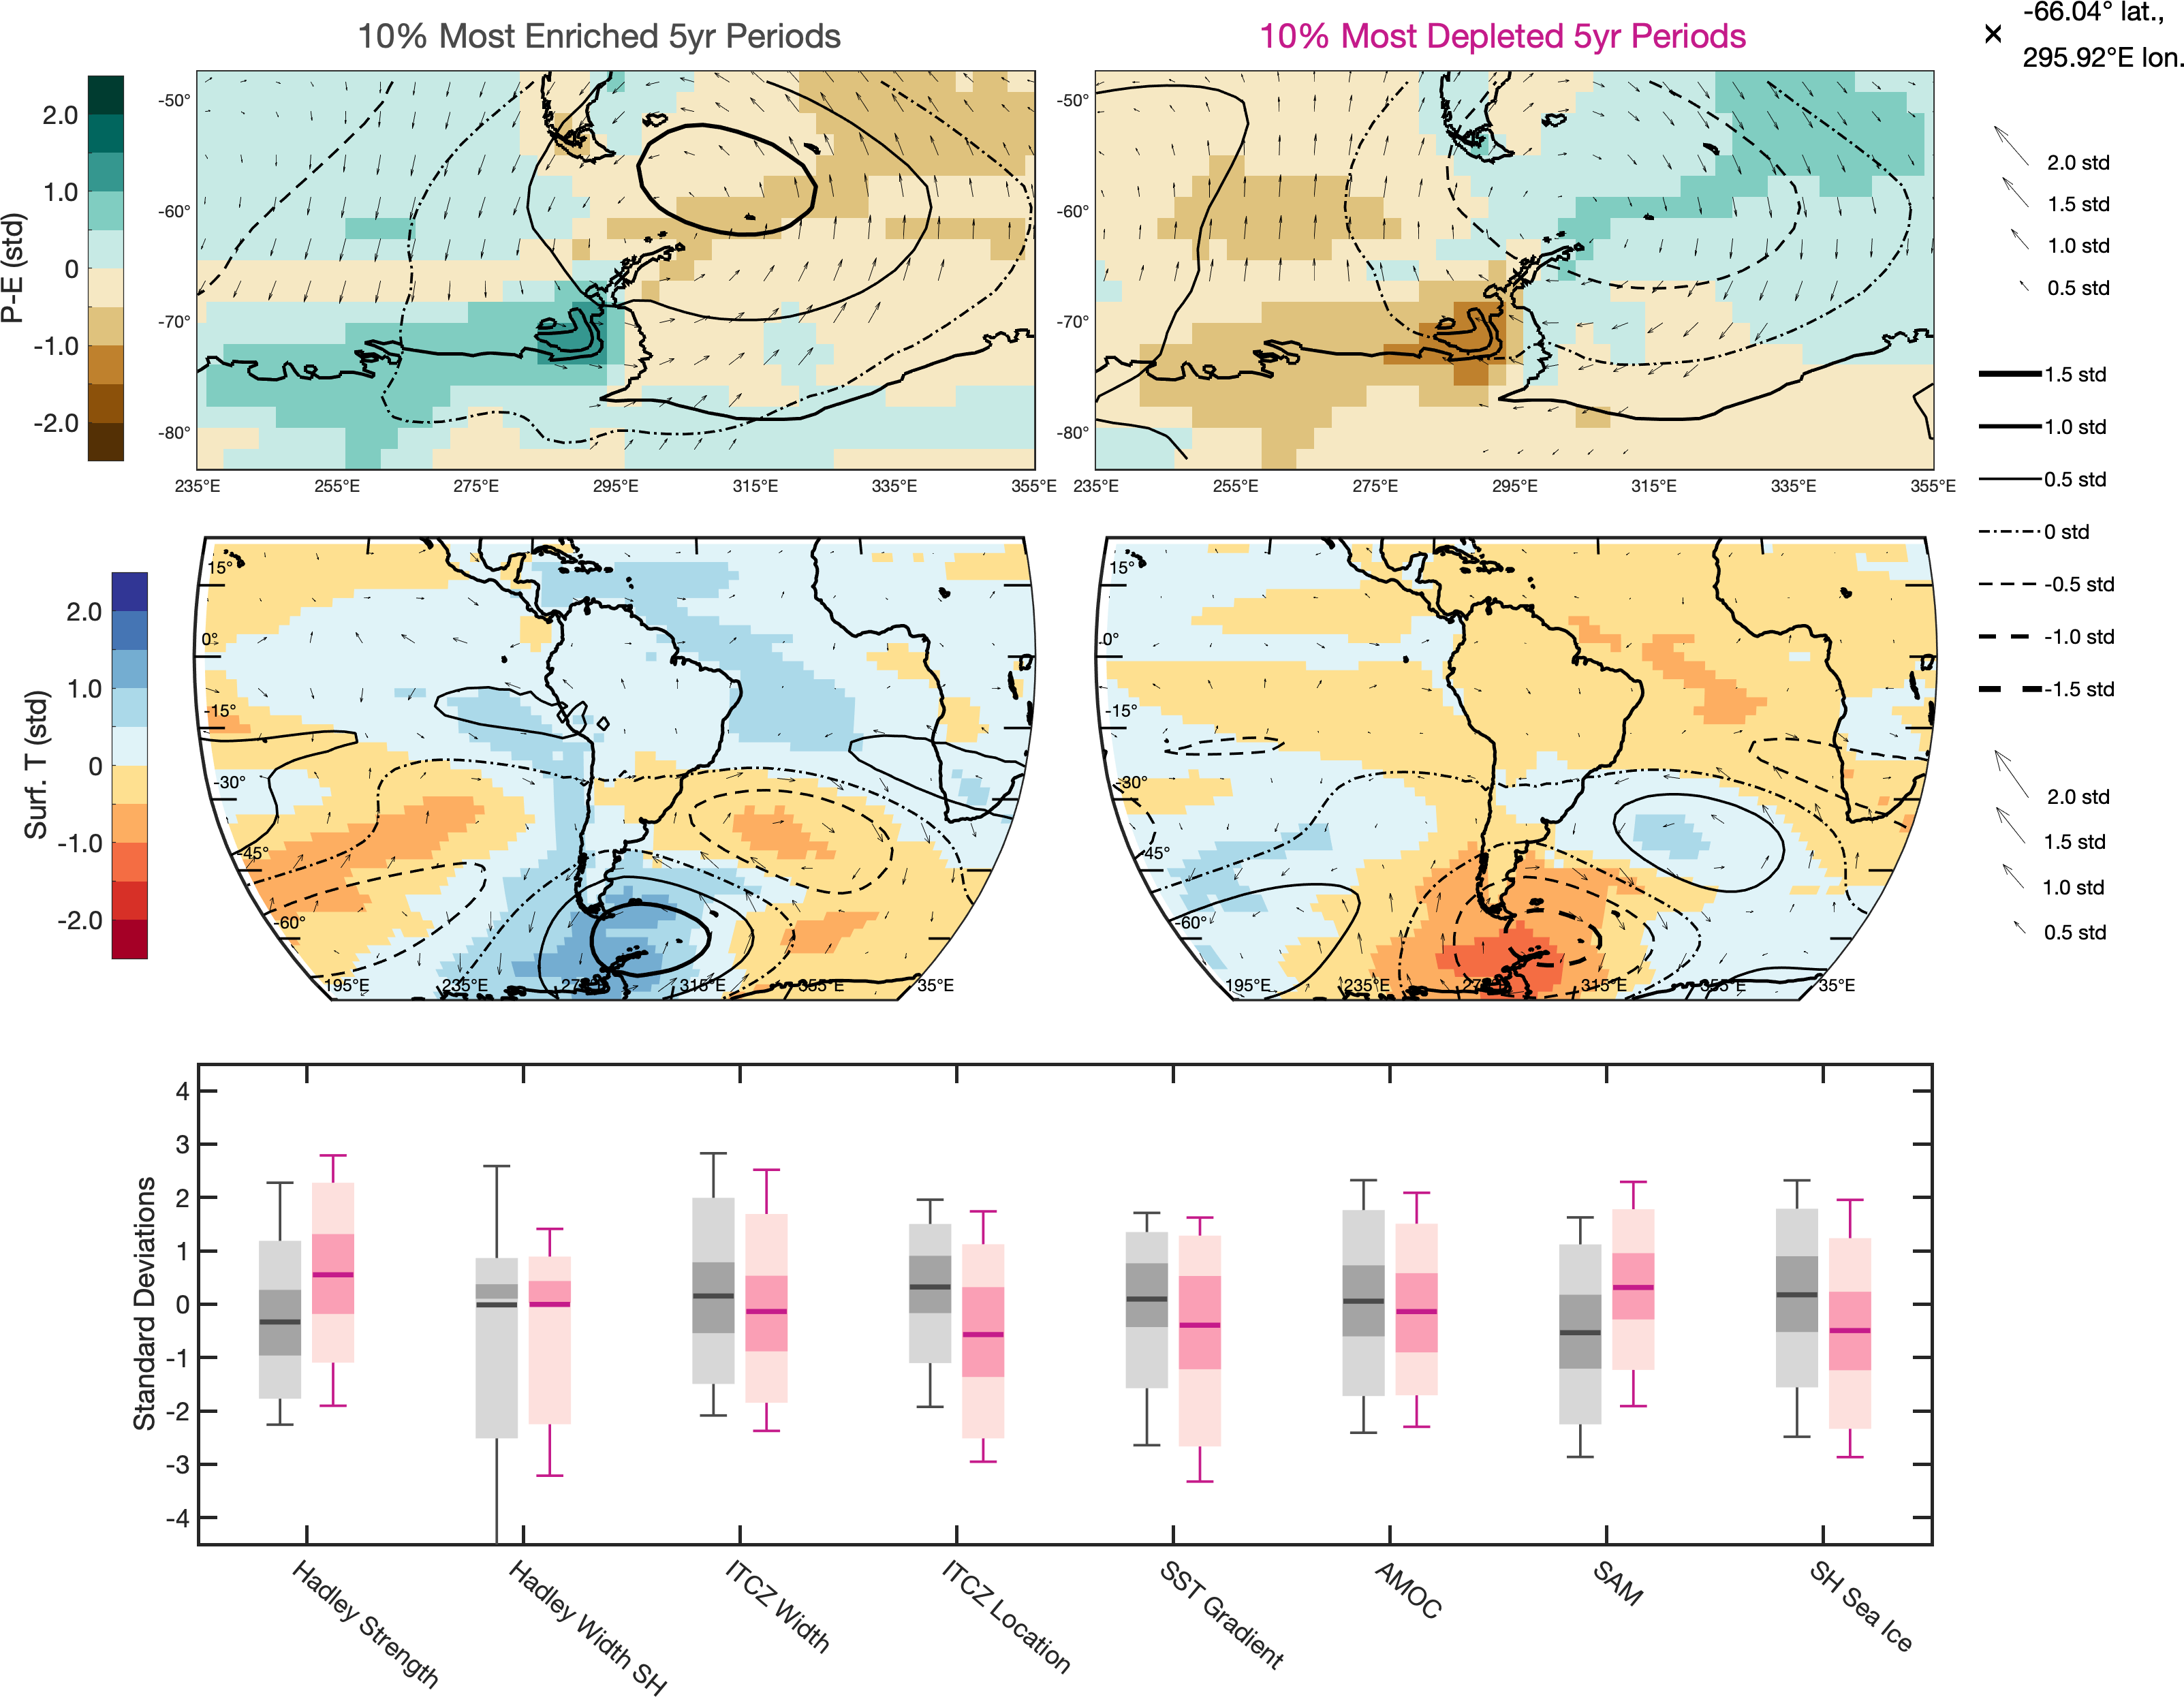 10% Most Enriched 5yr Periods
10% Most Depleted 5yr Periods
-66.04° lat.,
295.92°E lon.
P-E (std)
2.0
1.0
0
-1.0
-2.0
-50°
-60°
-70°
-80°
235°E 255°E 275°E 295°E 315°E 335°E 355°E
-50°
-60°
-70°
-80°
235°E 255°E 275°E 295°E 315°E 335°E 355°E
2.0 std
1.5 std
1.0 std
0.5 std
1.5 std
1.0 std
0.5 std
0 std
-0.5 std
-1.0 std
-1.5 std
Surf. T (std)
2.0
1.0
0
-1.0
-2.0
15°
0°
-15°
-30°
-45°
-60°
195°E 235°E 315°E 355°E 35°E
15°
0°
-15°
-30°
-45°
-60°
195°E 235°E 315°E 355°E 35°E
2.0 std
1.5 std
1.0 std
0.5 std
Standard Deviations
4
3
2
1
0
-1
-2
-3
-4
Hadley Strength
Hadley Width SH
ITCZ Width
ITCZ Location
SST Gradient
AMOC
SAM
SH Sea Ice